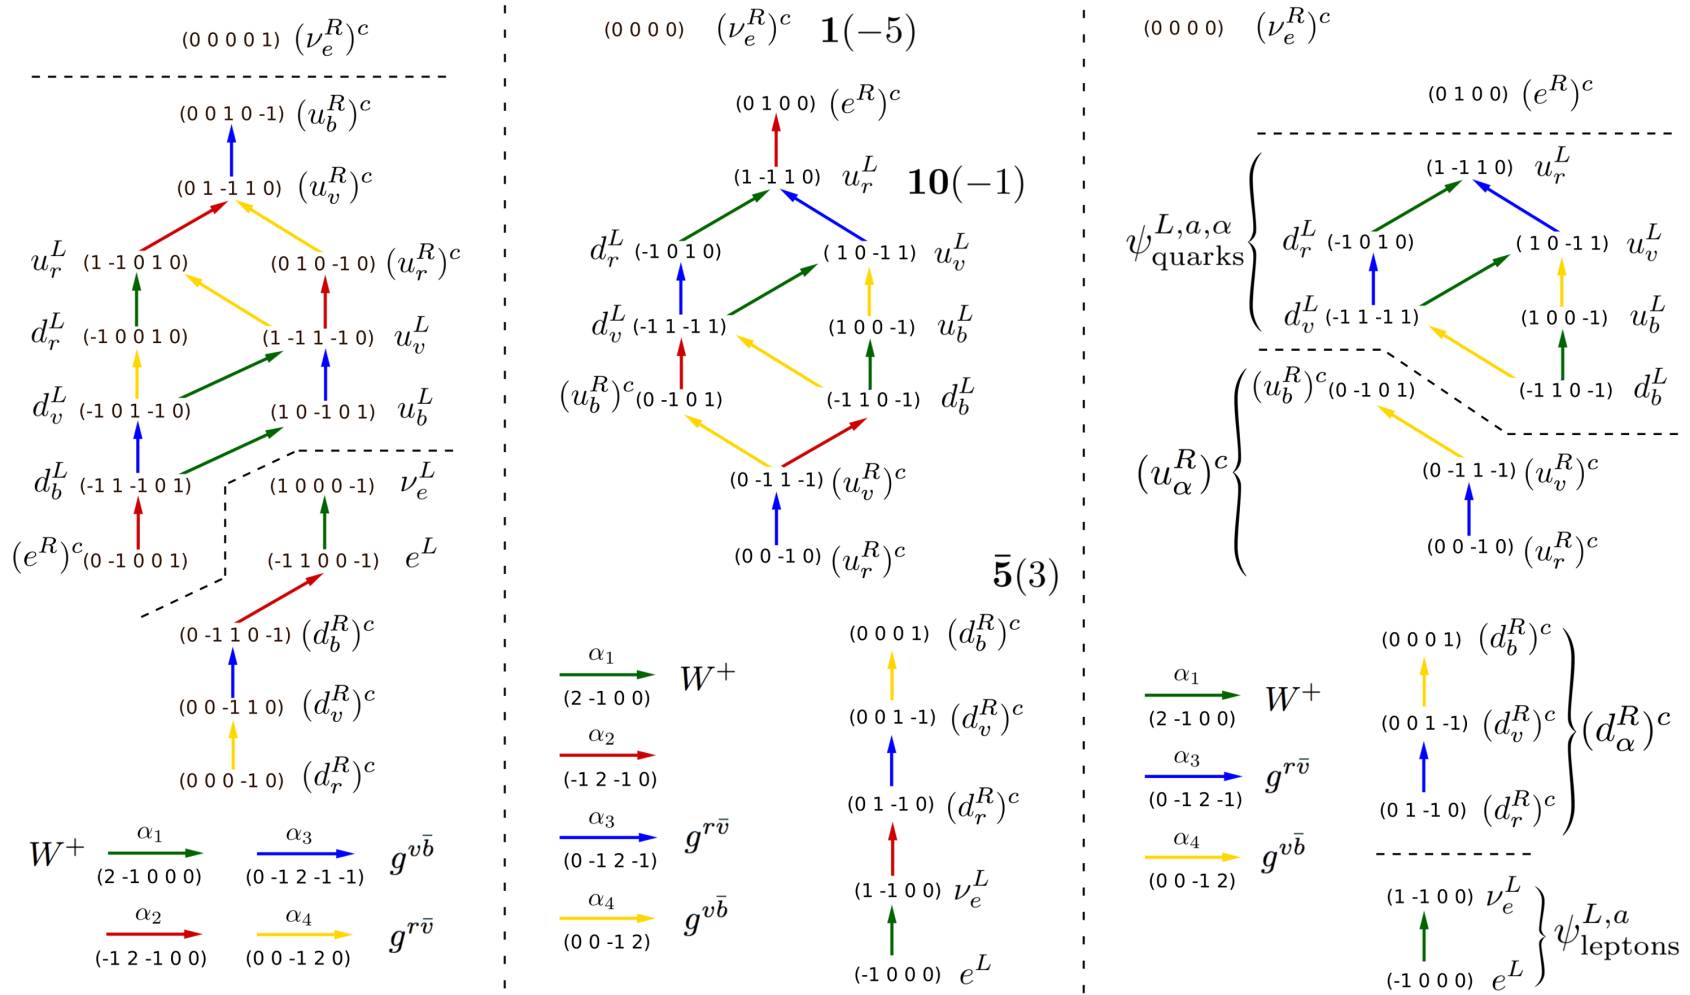 (0 0 0 0 1) (ν_e^R)^c
(0 0 1 0 -1) (u_b^R)^c
(0 1 -1 1 0) (u_v^R)^c
u_r^L (1 -1 0 1 0)
(0 1 0 -1 0) (u_r^R)^c
d_r^L (-1 0 0 1 0)
(1 -1 1 -1 0) u_v^L
d_v^L (-1 0 1 -1 0)
(1 0 -1 0 1) u_b^L
d_b^L (-1 1 -1 0 1)
(1 0 0 0 -1) ν_e^L
(e^R)^c (0 -1 0 0 1)
(-1 1 0 0 -1) e^L
(0 -1 1 0 -1) (d_b^R)^c
(0 0 -1 1 0) (d_v^R)^c
(0 0 0 -1 0) (d_r^R)^c
W^+ α_1 (2 -1 0 0 0)
α_3 (0 -1 2 -1 -1) g^{v b̄}
α_2 (-1 2 -1 0 0)
α_4 (0 0 -1 2 0) g^{r v̄}
(0 0 0 0) (ν_e^R)^c 1(−5)
(0 1 0 0) (e^R)^c
(1 -1 1 0) u_r^L 10(−1)
d_r^L (-1 0 1 0)
(1 0 -1 1) u_v^L
d_v^L (-1 1 -1 1)
(1 0 0 -1) u_b^L
(u_b^R)^c (0 -1 0 1)
(-1 1 0 -1) d_b^L
(0 -1 1 -1) (u_v^R)^c
(0 0 -1 0) (u_r^R)^c
5̄(3)
(0 0 0 1) (d_b^R)^c
(0 0 1 -1) (d_v^R)^c
(0 1 -1 0) (d_r^R)^c
(1 -1 0 0) ν_e^L
(-1 0 0 0) e^L
α_1 (2 -1 0 0) W^+
α_2 (-1 2 -1 0)
α_3 (0 -1 2 -1) g^{r v̄}
α_4 (0 0 -1 2) g^{v b̄}
(0 0 0 0) (ν_e^R)^c
(0 1 0 0) (e^R)^c
(1 -1 1 0) u_r^L
ψ_quarks^{L,a,α}
d_r^L (-1 0 1 0)
(1 0 -1 1) u_v^L
d_v^L (-1 1 -1 1)
(1 0 0 -1) u_b^L
(u_b^R)^c (0 -1 0 1)
(-1 1 0 -1) d_b^L
(u_α^R)^c
(0 -1 1 -1) (u_v^R)^c
(0 0 -1 0) (u_r^R)^c
(0 0 0 1) (d_b^R)^c
(0 0 1 -1) (d_v^R)^c (d_α^R)^c
(0 1 -1 0) (d_r^R)^c
(1 -1 0 0) ν_e^L
ψ_leptons^{L,a}
(-1 0 0 0) e^L
α_1 (2 -1 0 0) W^+
α_3 (0 -1 2 -1) g^{r v̄}
α_4 (0 0 -1 2) g^{v b̄}